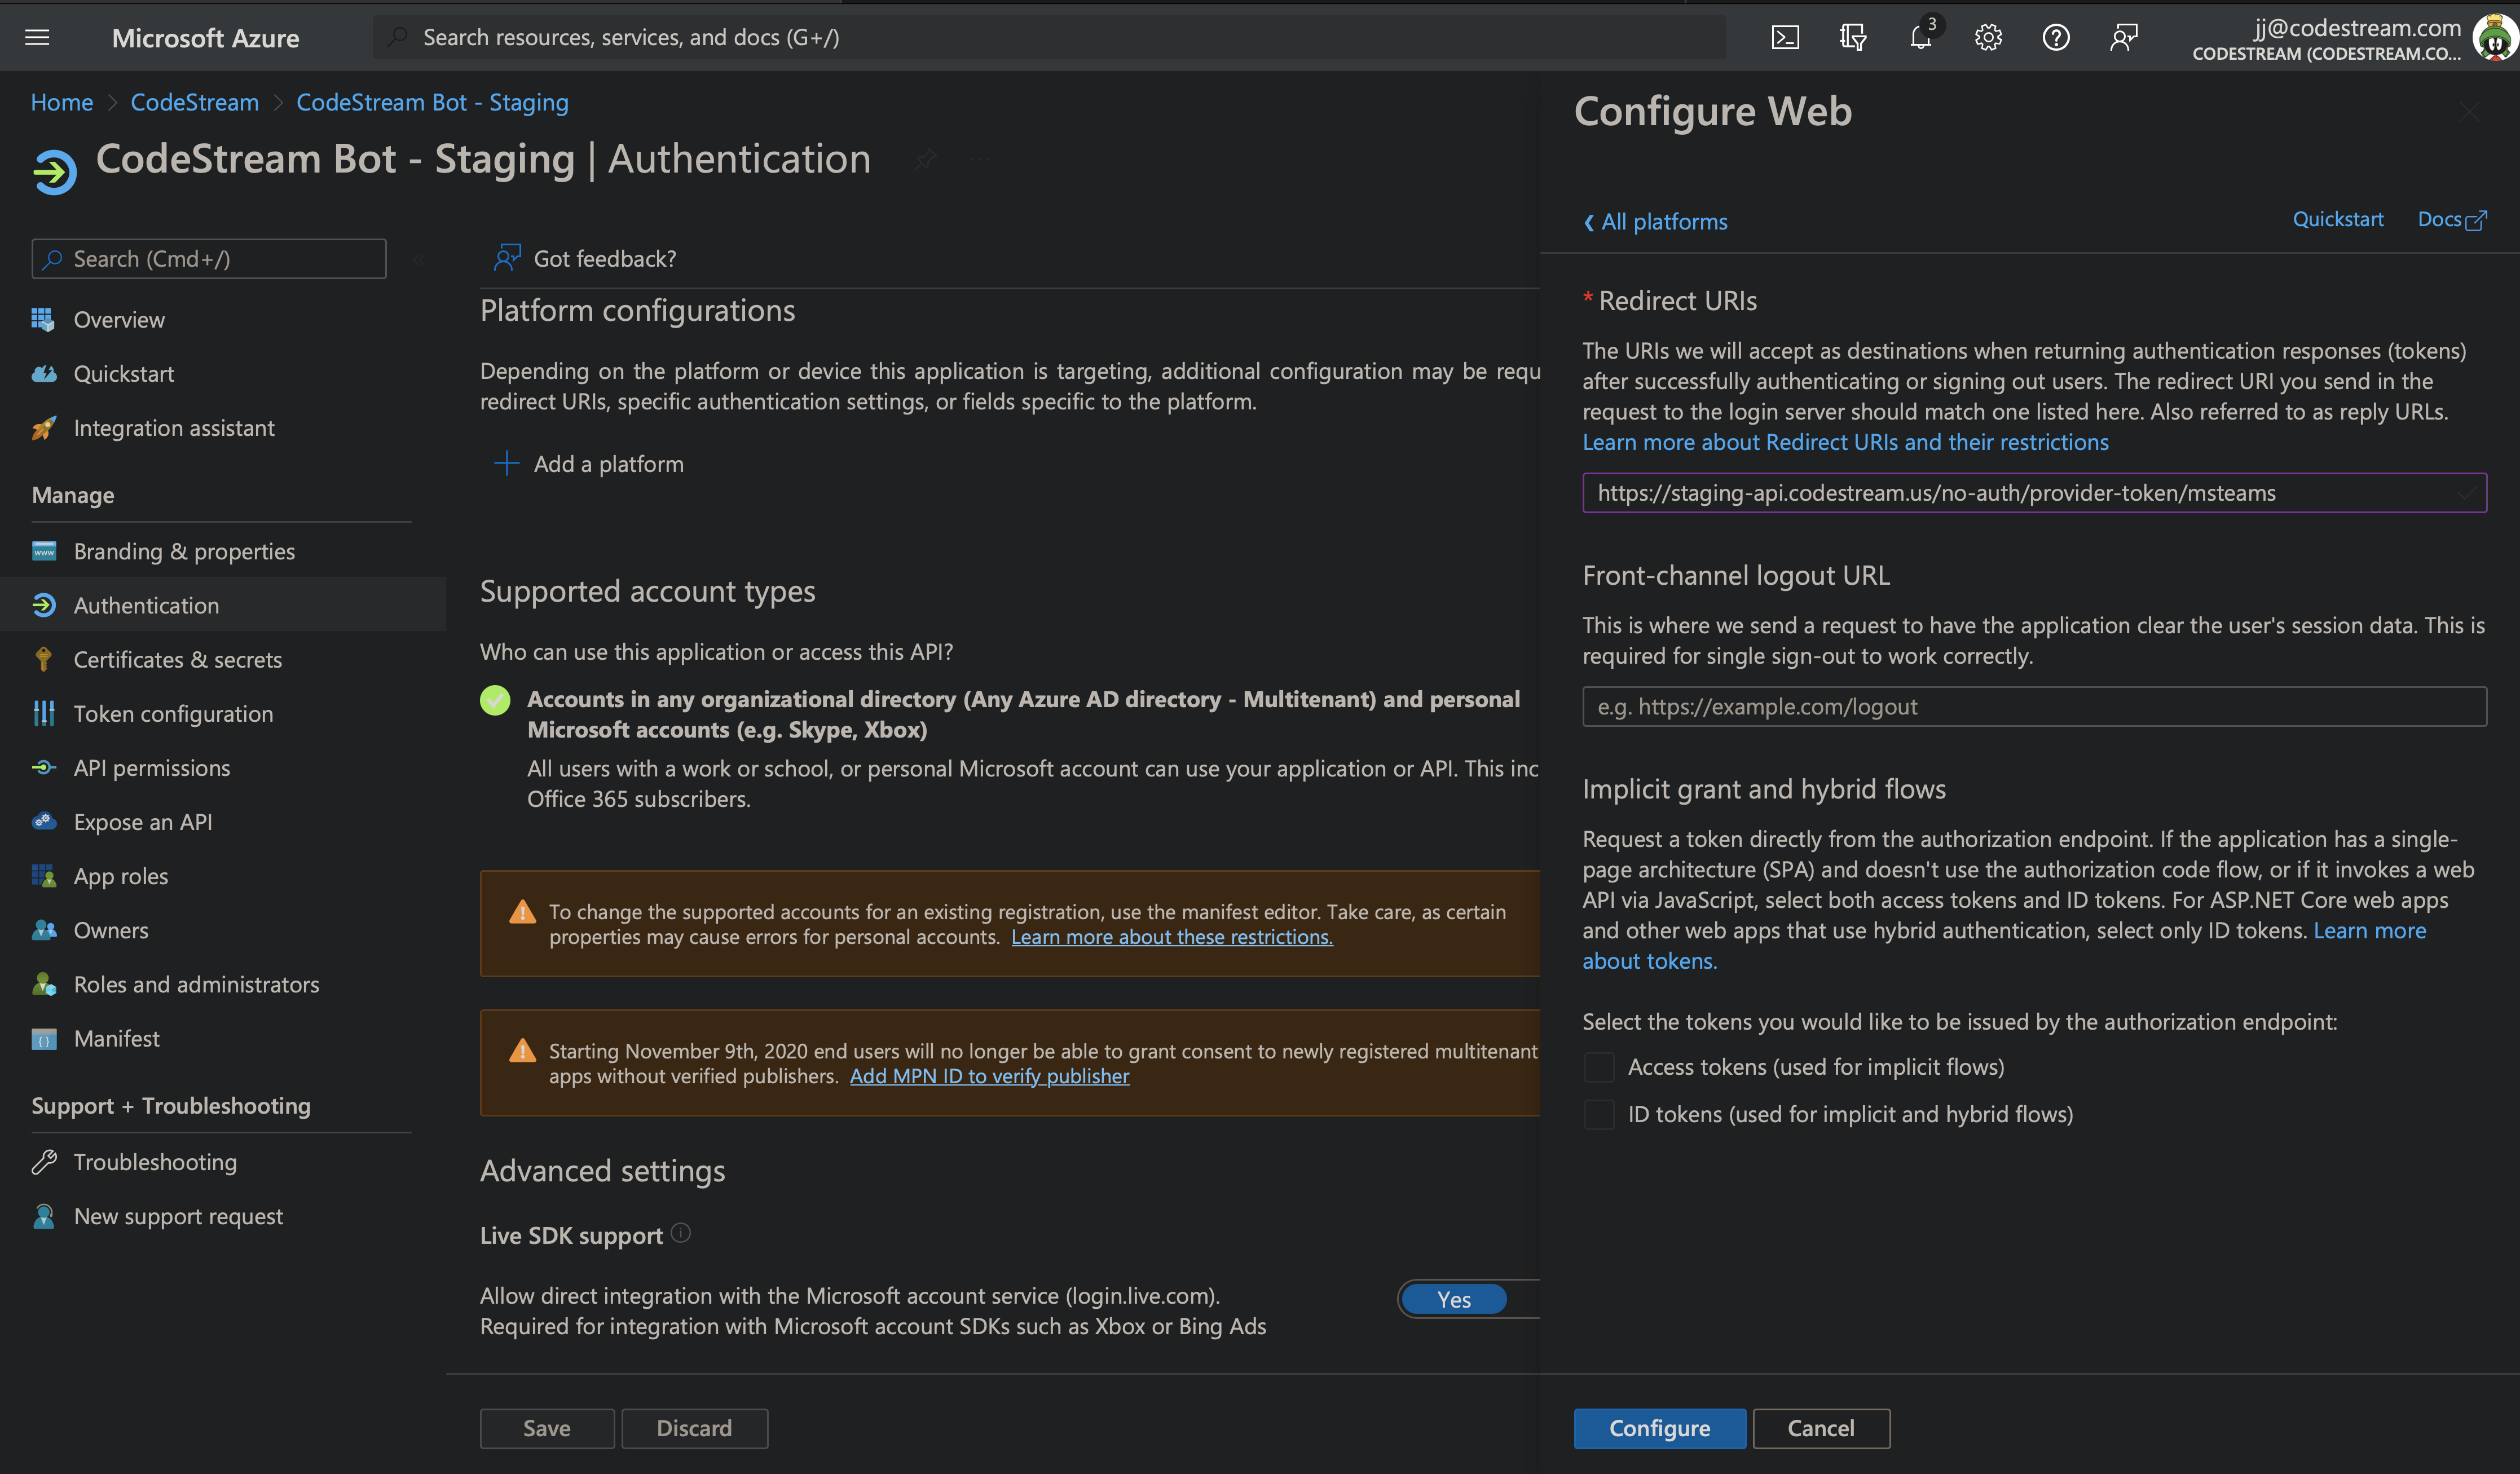 Microsoft Azure
Search resources, services, and docs (G+/)
3
jj@codestream.com
CODESTREAM (CODESTREAM.CO...
Home > CodeStream > CodeStream Bot - Staging
CodeStream Bot - Staging | Authentication
Search (Cmd+/)
Overview
Quickstart
Integration assistant
Manage
Branding & properties
Authentication
Certificates & secrets
Token configuration
API permissions
Expose an API
App roles
Owners
Roles and administrators
Manifest
Support + Troubleshooting
Troubleshooting
New support request
Got feedback?
Platform configurations
Depending on the platform or device this application is targeting, additional configuration may be requ
redirect URIs, specific authentication settings, or fields specific to the platform.
Add a platform
Supported account types
Who can use this application or access this API?
Accounts in any organizational directory (Any Azure AD directory - Multitenant) and personal
Microsoft accounts (e.g. Skype, Xbox)
All users with a work or school, or personal Microsoft account can use your application or API. This inc
Office 365 subscribers.
To change the supported accounts for an existing registration, use the manifest editor. Take care, as certain
properties may cause errors for personal accounts. Learn more about these restrictions.
Starting November 9th, 2020 end users will no longer be able to grant consent to newly registered multitenant
apps without verified publishers. Add MPN ID to verify publisher
Advanced settings
Live SDK support
Allow direct integration with the Microsoft account service (login.live.com).
Required for integration with Microsoft account SDKs such as Xbox or Bing Ads
Yes
Save
Discard
Configure Web
All platforms
Quickstart
Docs
* Redirect URIs
The URIs we will accept as destinations when returning authentication responses (tokens)
after successfully authenticating or signing out users. The redirect URI you send in the
request to the login server should match one listed here. Also referred to as reply URLs.
Learn more about Redirect URIs and their restrictions
https://staging-api.codestream.us/no-auth/provider-token/msteams
Front-channel logout URL
This is where we send a request to have the application clear the user's session data. This is
required for single sign-out to work correctly.
e.g. https://example.com/logout
Implicit grant and hybrid flows
Request a token directly from the authorization endpoint. If the application has a single-
page architecture (SPA) and doesn't use the authorization code flow, or if it invokes a web
API via JavaScript, select both access tokens and ID tokens. For ASP.NET Core web apps
and other web apps that use hybrid authentication, select only ID tokens. Learn more
about tokens.
Select the tokens you would like to be issued by the authorization endpoint:
Access tokens (used for implicit flows)
ID tokens (used for implicit and hybrid flows)
Configure
Cancel